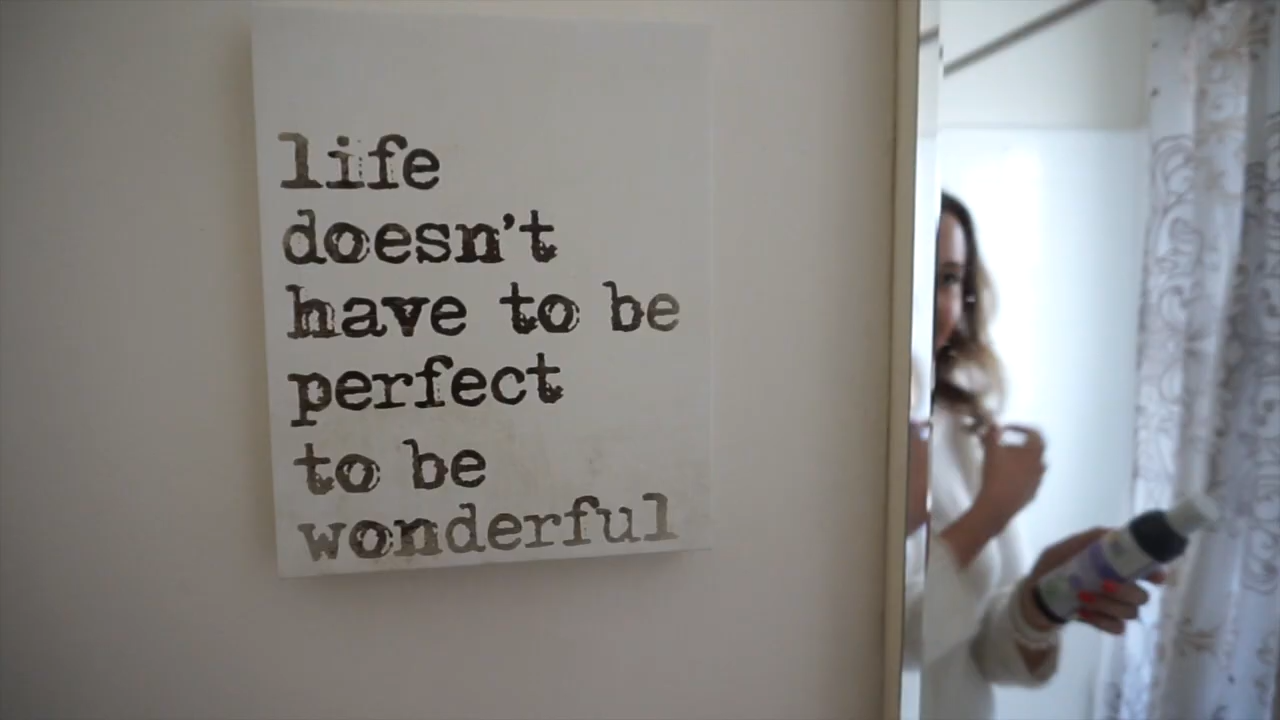 life
doesn't
have to be
perfect
to be
wonderful